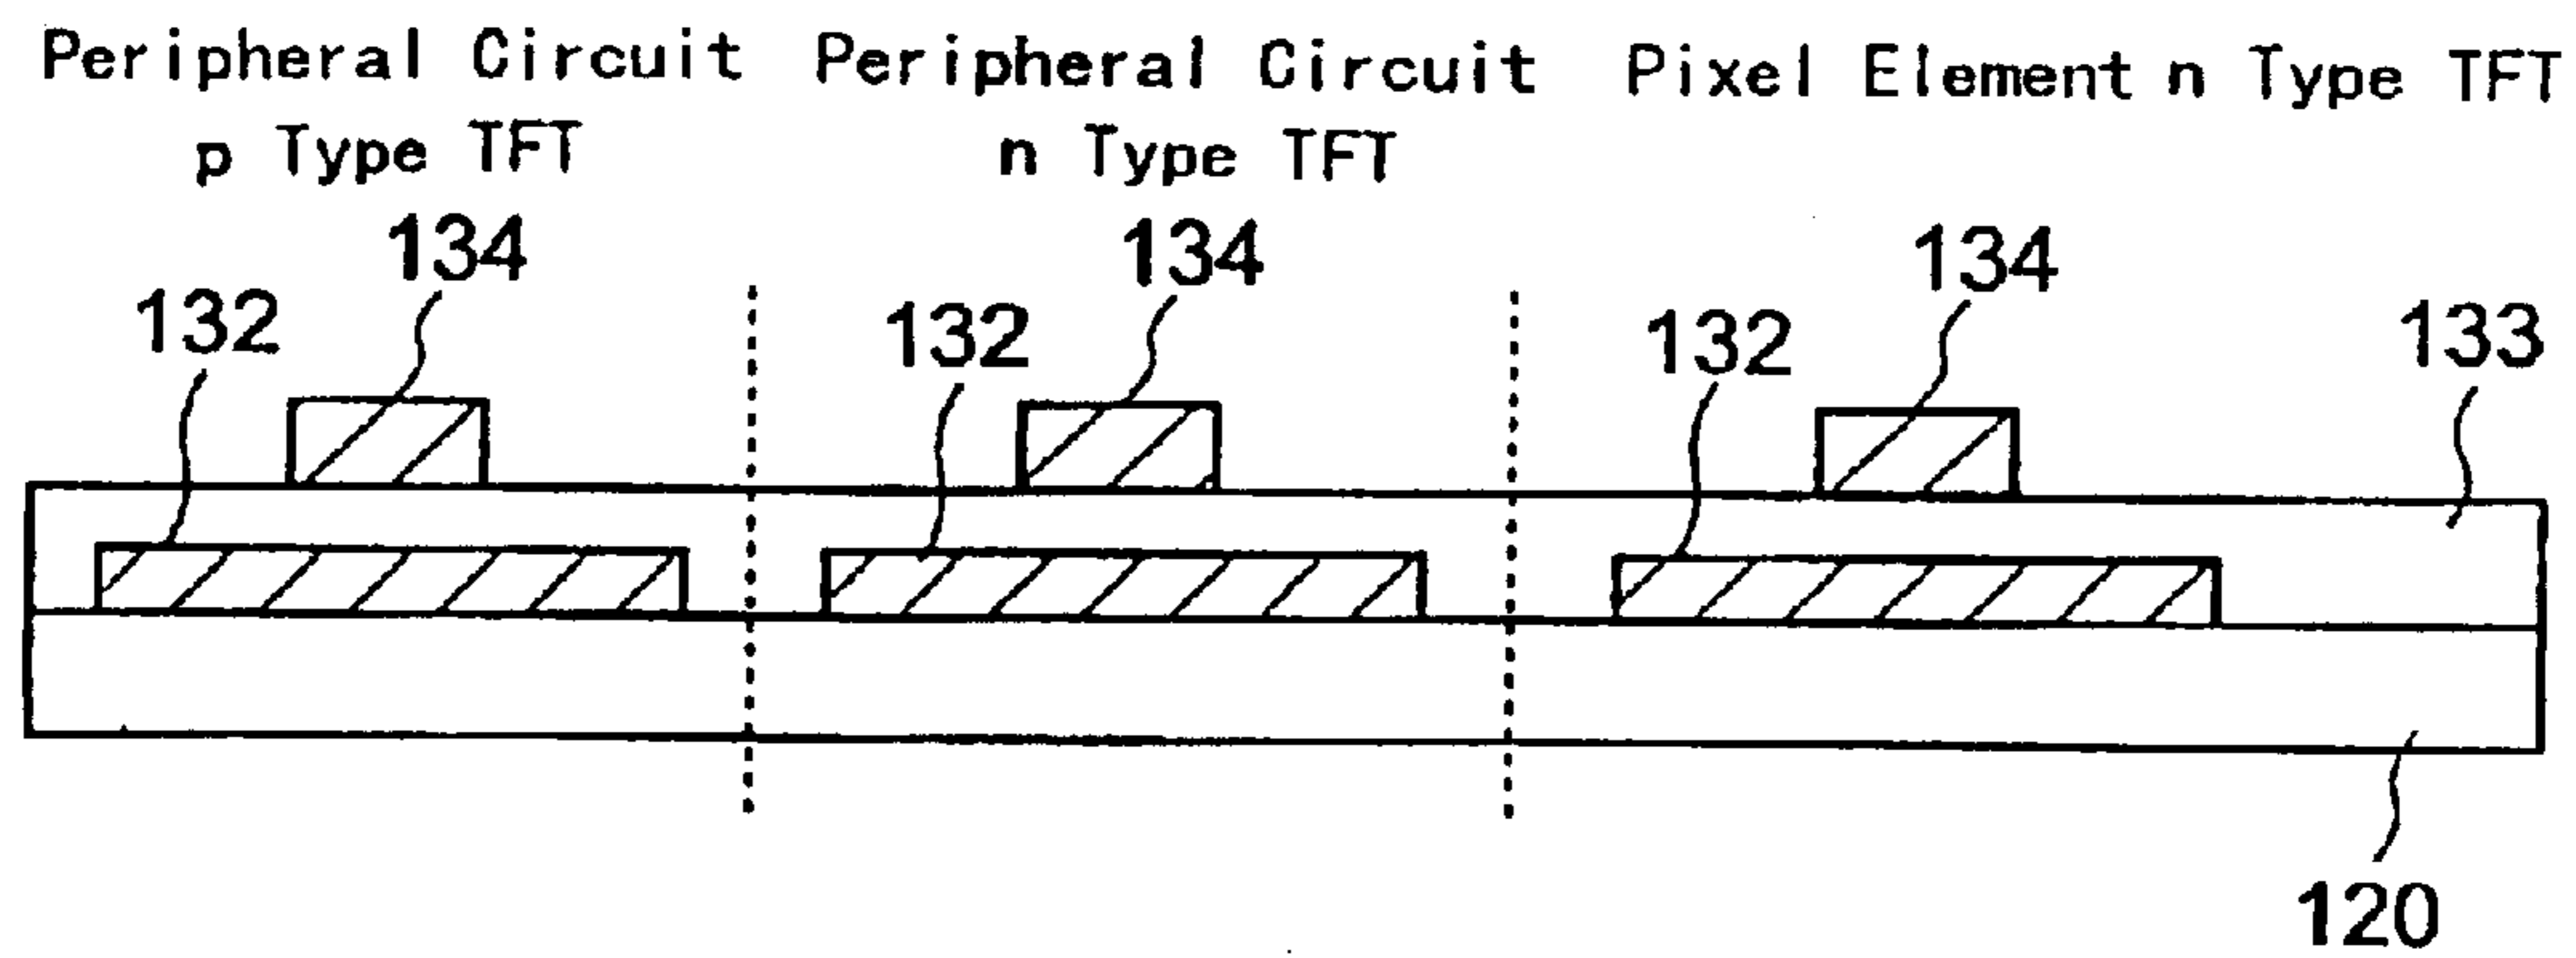 Peripheral Circuit
p Type TFT
Peripheral Circuit
n Type TFT
Pixel Element n Type TFT
134
134
134
132
132
132
133
120